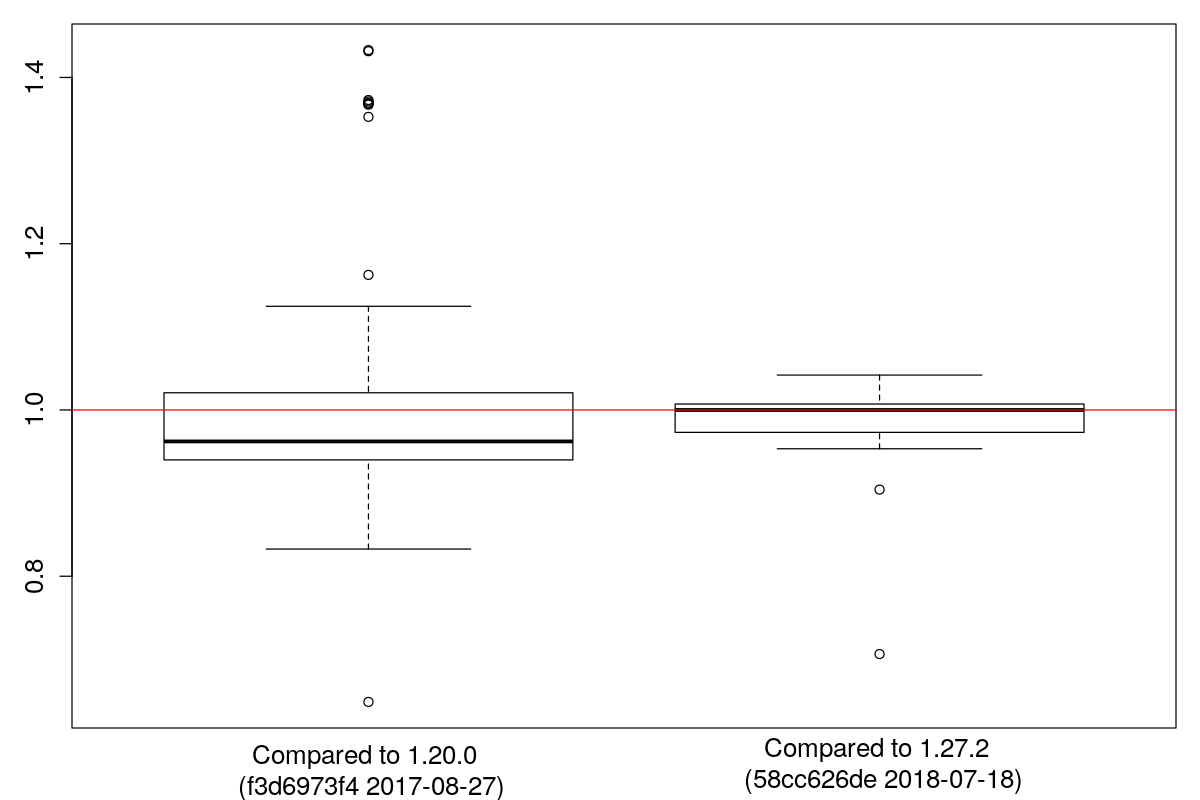 1.4
1.2
1.0
0.8
Compared to 1.20.0
(f3d6973f4 2017-08-27)
Compared to 1.27.2
(58cc626de 2018-07-18)